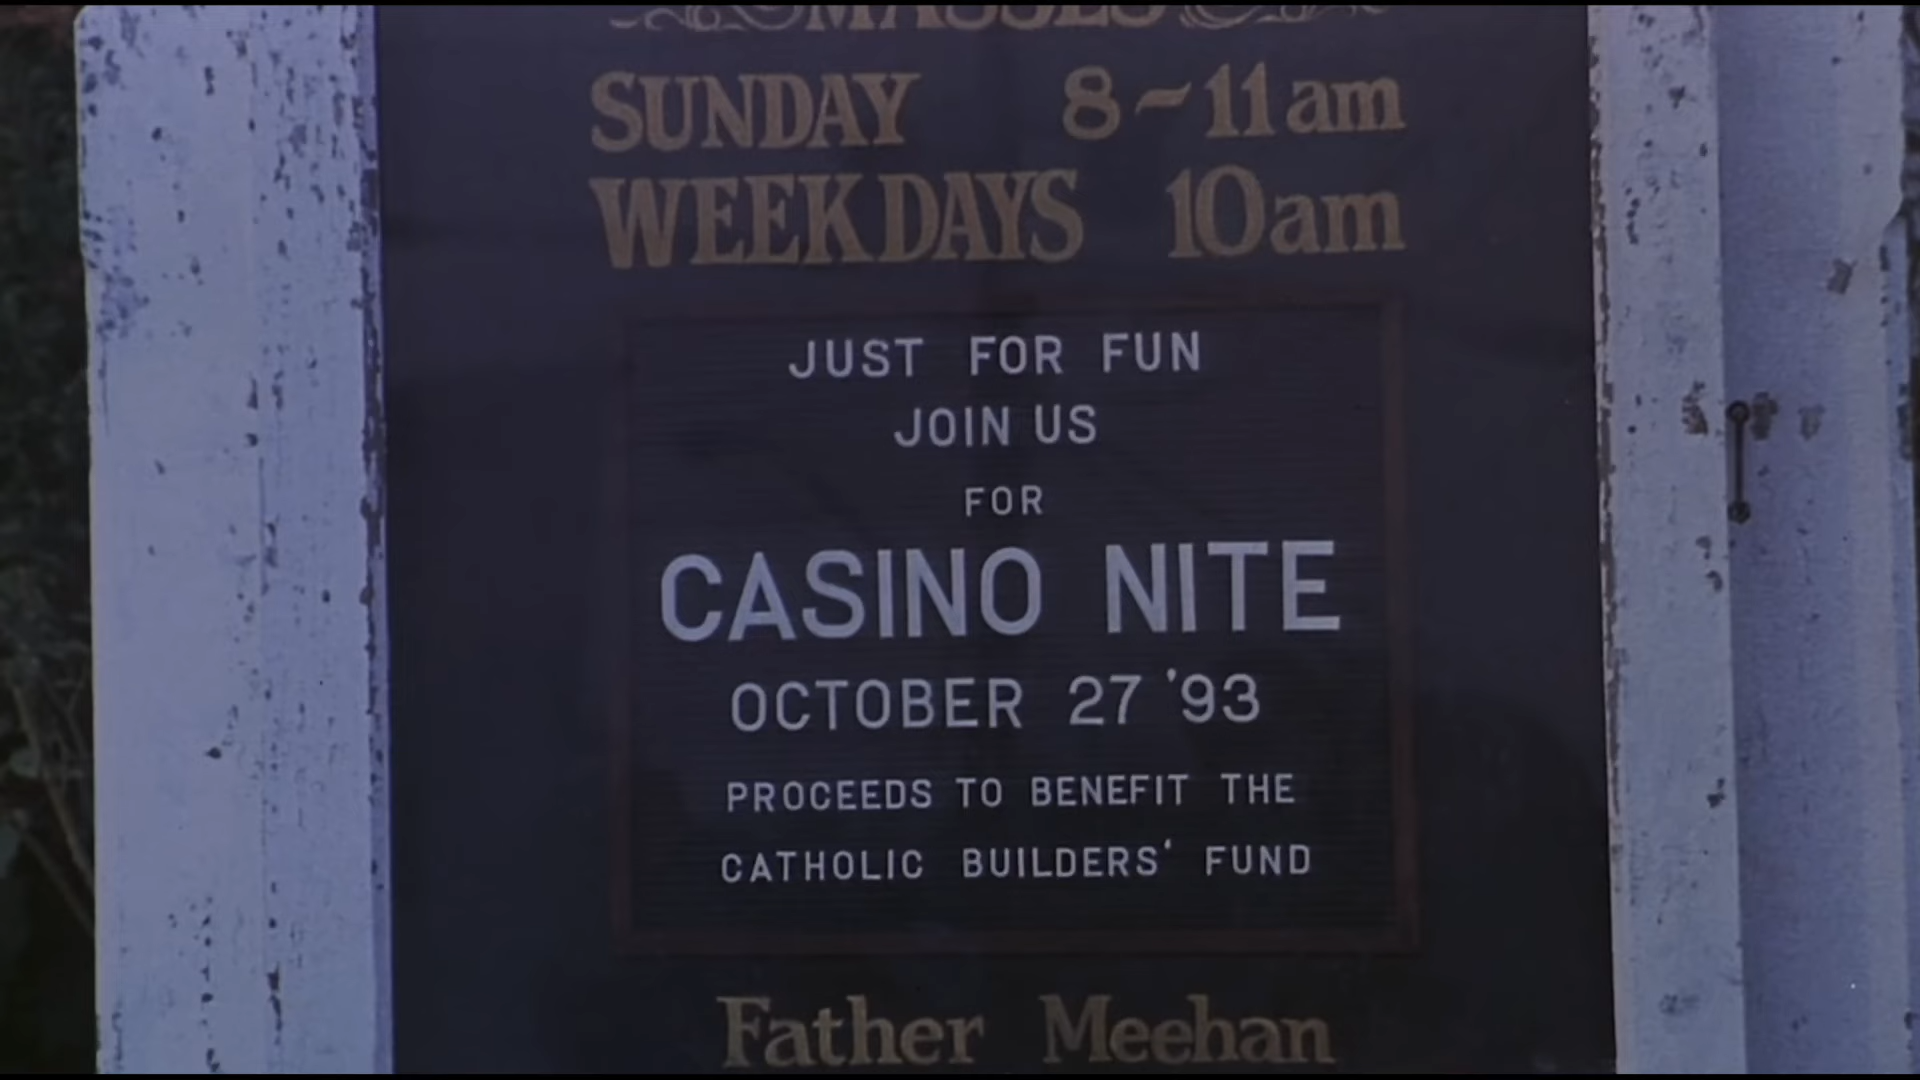 MASSES
SUNDAY 8~11am
WEEKDAYS 10am
JUST FOR FUN
JOIN US
FOR
CASINO NITE
OCTOBER 27 '93
PROCEEDS TO BENEFIT THE
CATHOLIC BUILDERS' FUND
Father Meehan